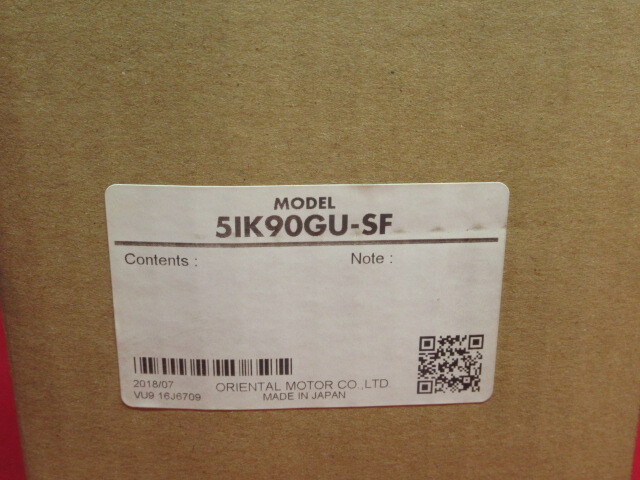 MODEL
5IK90GU-SF
Contents : Note :
2018/07 ORIENTAL MOTOR CO.,LTD.
VU9 16J6709 MADE IN JAPAN